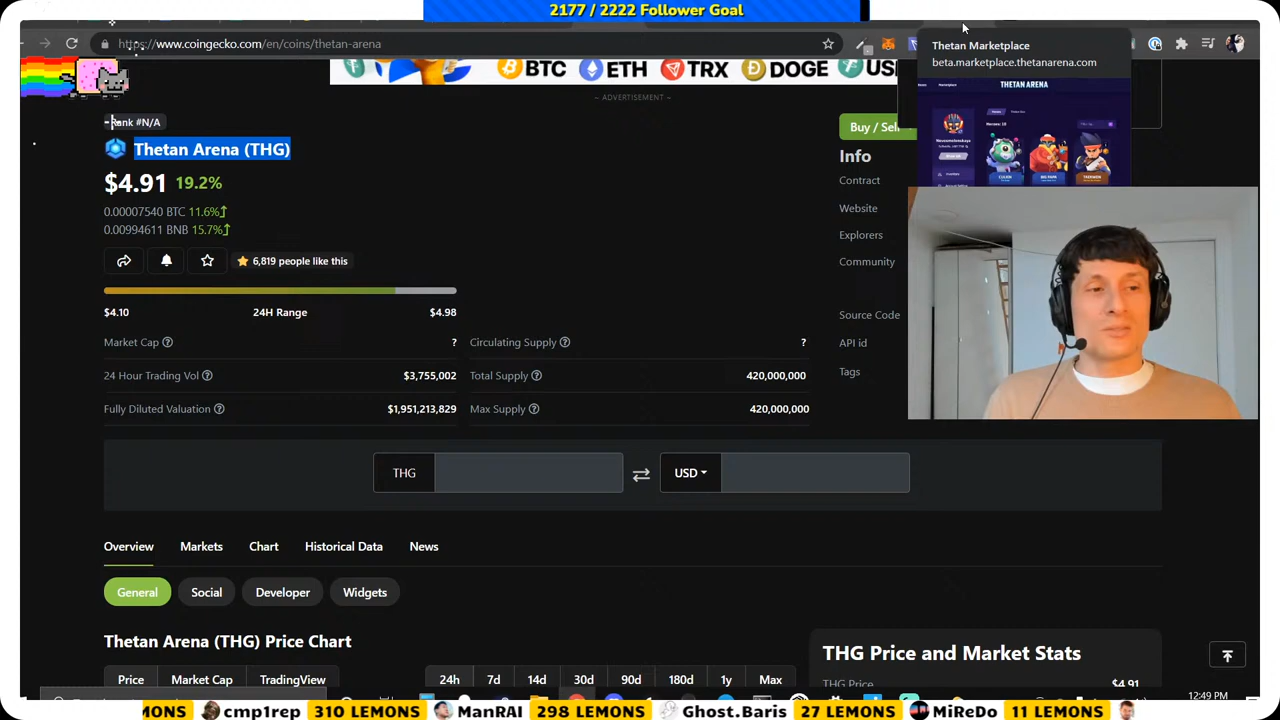 2177 / 2222 Follower Goal
https://www.coingecko.com/en/coins/thetan-arena
Thetan Marketplace
beta.marketplace.thetanarena.com
THETAN ARENA
BTC ETH TRX DOGE
– ADVERTISEMENT –
Rank #N/A
Thetan Arena (THG)
$4.91 19.2%
0.00007540 BTC 11.6%
0.00994611 BNB 15.7%
6,819 people like this
$4.10 24H Range $4.98
Market Cap ?
24 Hour Trading Vol $3,755,002
Fully Diluted Valuation $1,951,213,829
Circulating Supply ?
Total Supply 420,000,000
Max Supply 420,000,000
Buy / Sell
Info
Contract
Website
Explorers
Community
Source Code
API id
Tags
THG USD
Overview Markets Chart Historical Data News
General Social Developer Widgets
Thetan Arena (THG) Price Chart
Price Market Cap TradingView 24h 7d 14d 30d 90d 180d 1y Max
THG Price and Market Stats
THG Price $4.91
12:49 PM
MONS cmp1rep 310 LEMONS ManRAI 298 LEMONS Ghost.Baris 27 LEMONS MiReDo 11 LEMONS